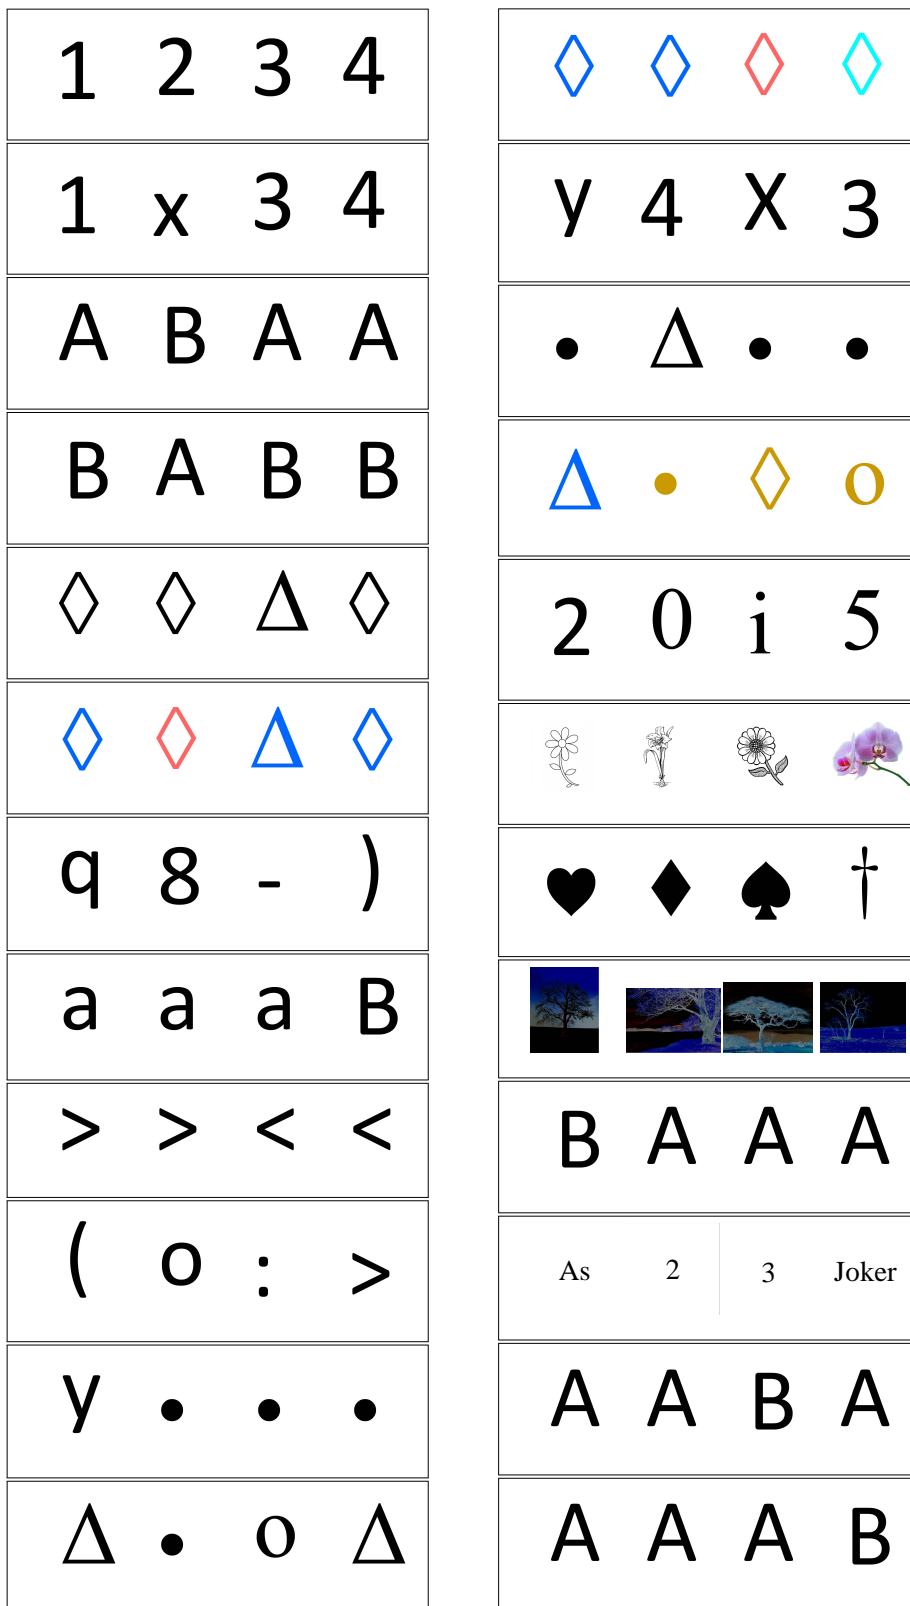 1 2 3 4
1 x 3 4
A B A A
B A B B
◊ ◊ Δ ◊
◊ ◊ Δ ◊
q 8 - )
a a a B
> > < <
( o : >
y • • •
Δ • o Δ
◊ ◊ ◊ ◊
y 4 X 3
• Δ • •
Δ • ◊ o
2 0 i 5
♥ ♦ ♠ †
B A A A
As 2 3 Joker
A A B A
A A A B